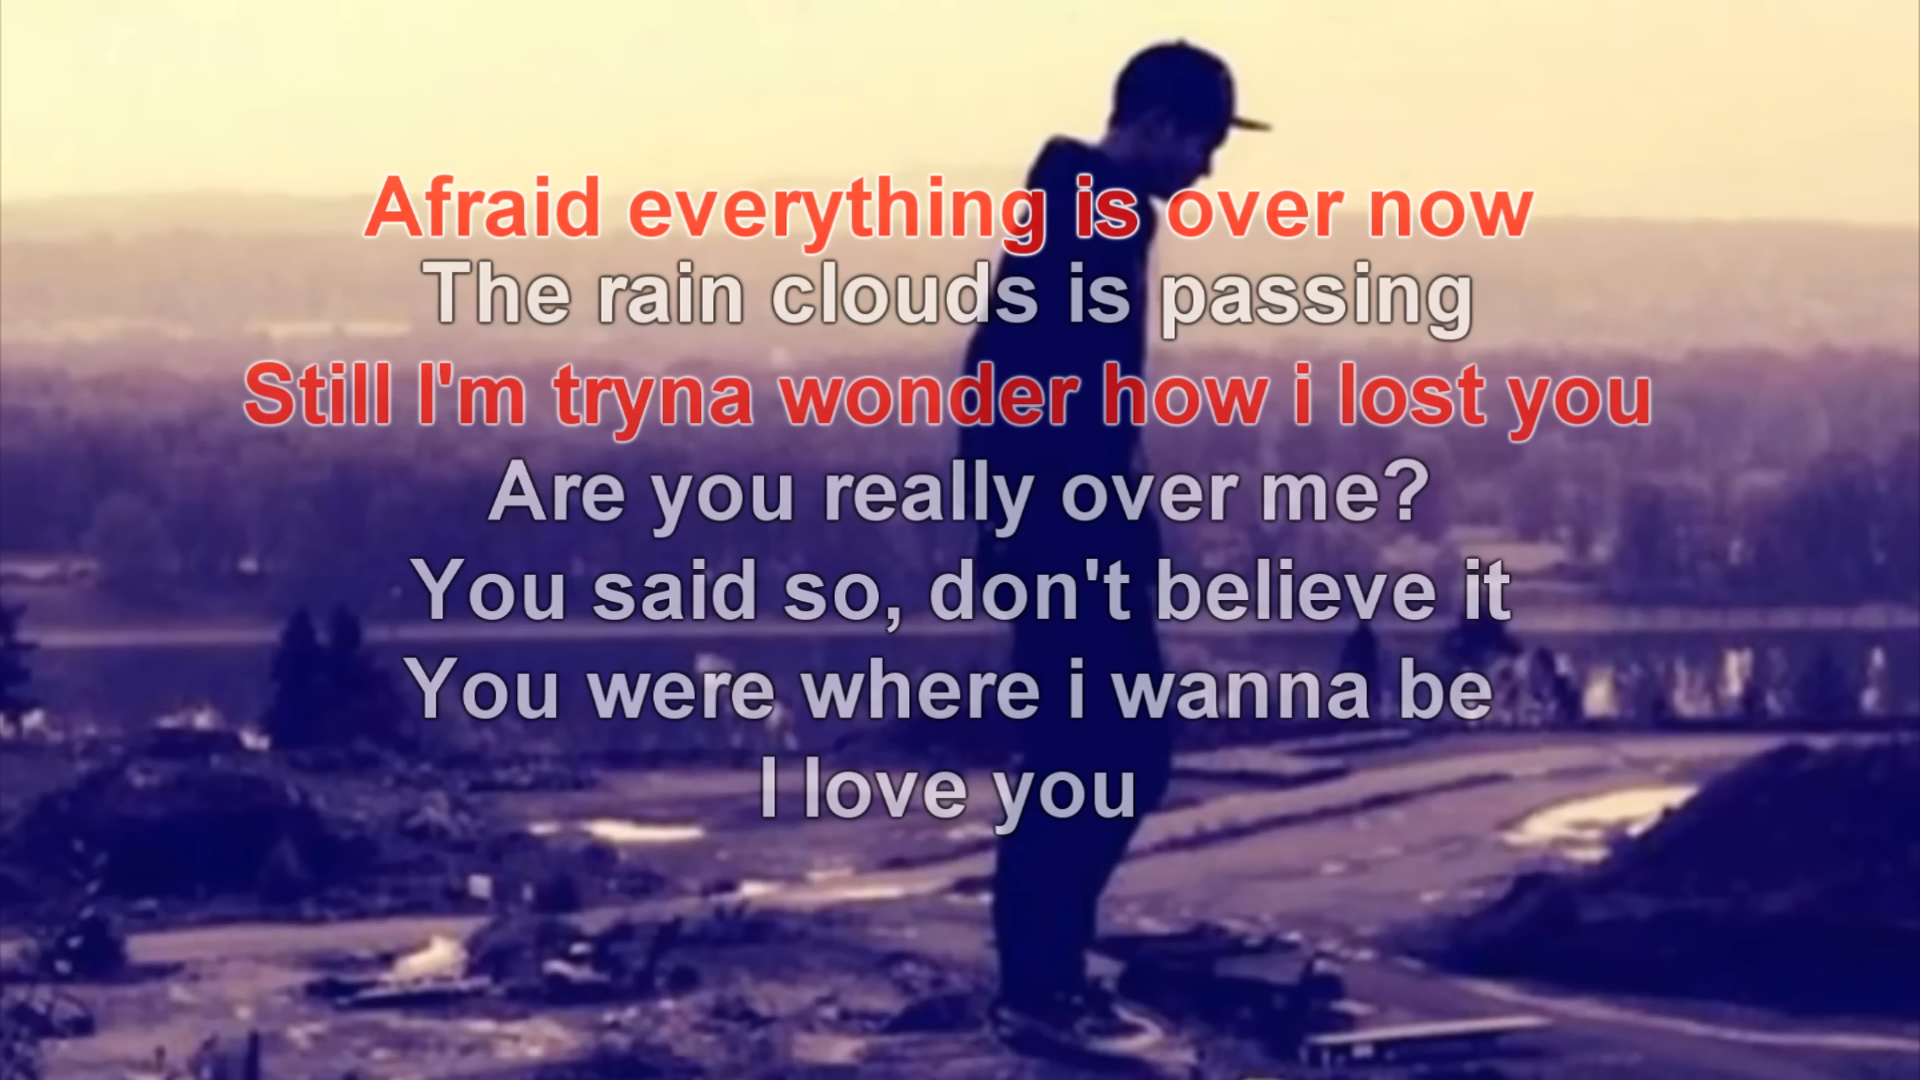 Afraid everything is over now
The rain clouds is passing
Still I'm tryna wonder how i lost you
Are you really over me?
You said so, don't believe it
You were where i wanna be
I love you